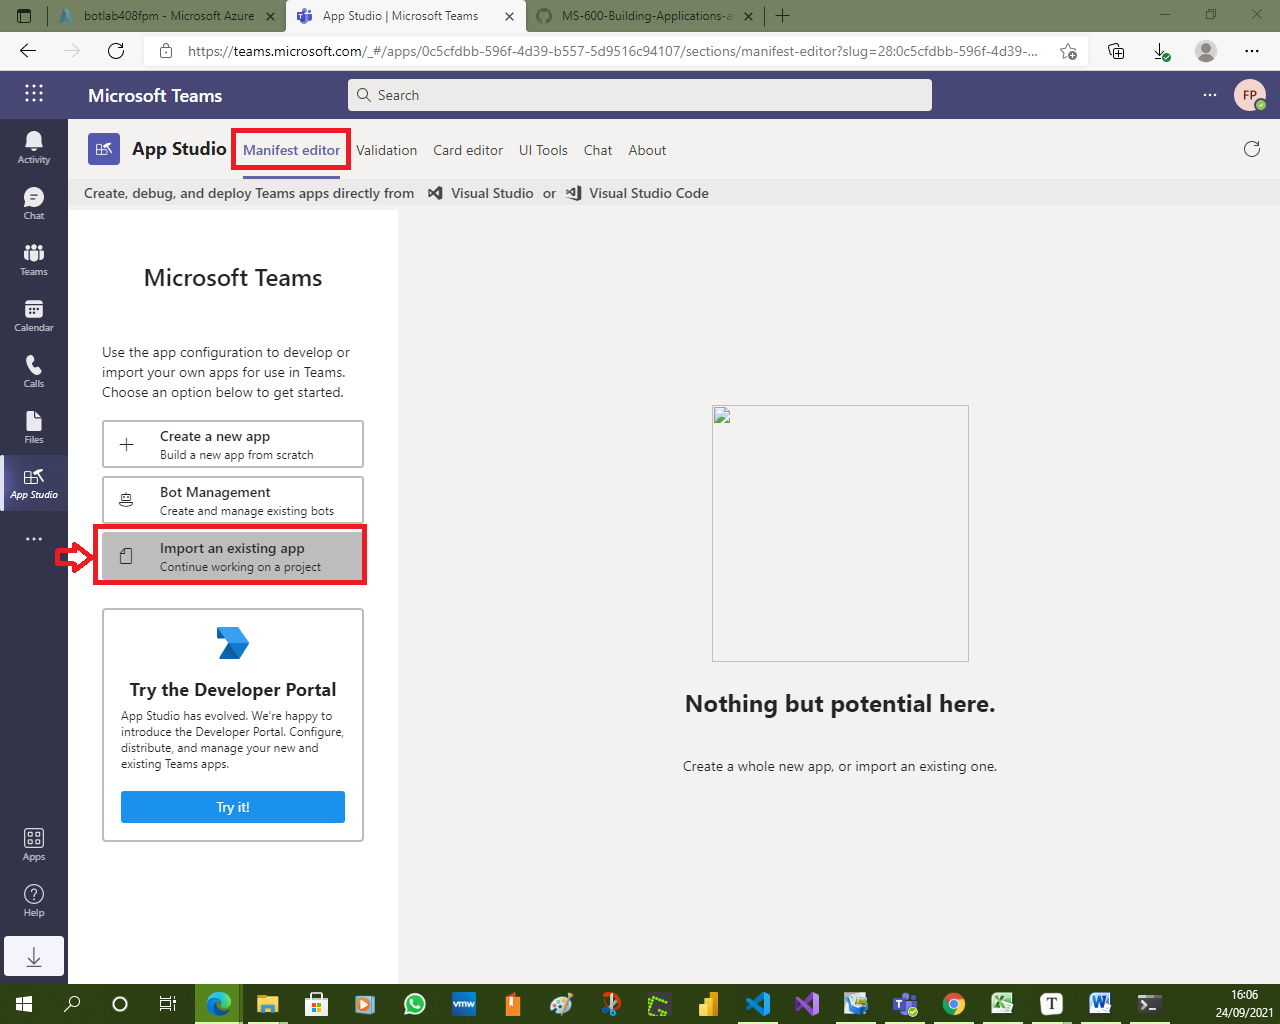 botlab408fpm - Microsoft Azure
App Studio | Microsoft Teams
MS-600-Building-Applications-a
https://teams.microsoft.com/_#/apps/0c5cfdbb-596f-4d39-b557-5d9516c94107/sections/manifest-editor?slug=28:0c5cfdbb-596f-4d39-...
Microsoft Teams
Search
FP
Activity
Chat
Teams
Calendar
Calls
Files
App Studio
Apps
Help
App Studio
Manifest editor
Validation
Card editor
UI Tools
Chat
About
Create, debug, and deploy Teams apps directly from Visual Studio or Visual Studio Code
Microsoft Teams
Use the app configuration to develop or
import your own apps for use in Teams.
Choose an option below to get started.
Create a new app
Build a new app from scratch
Bot Management
Create and manage existing bots
Import an existing app
Continue working on a project
Try the Developer Portal
App Studio has evolved. We're happy to
introduce the Developer Portal. Configure,
distribute, and manage your new and
existing Teams apps.
Try it!
Nothing but potential here.
Create a whole new app, or import an existing one.
vmw
T
16:06
24/09/2021